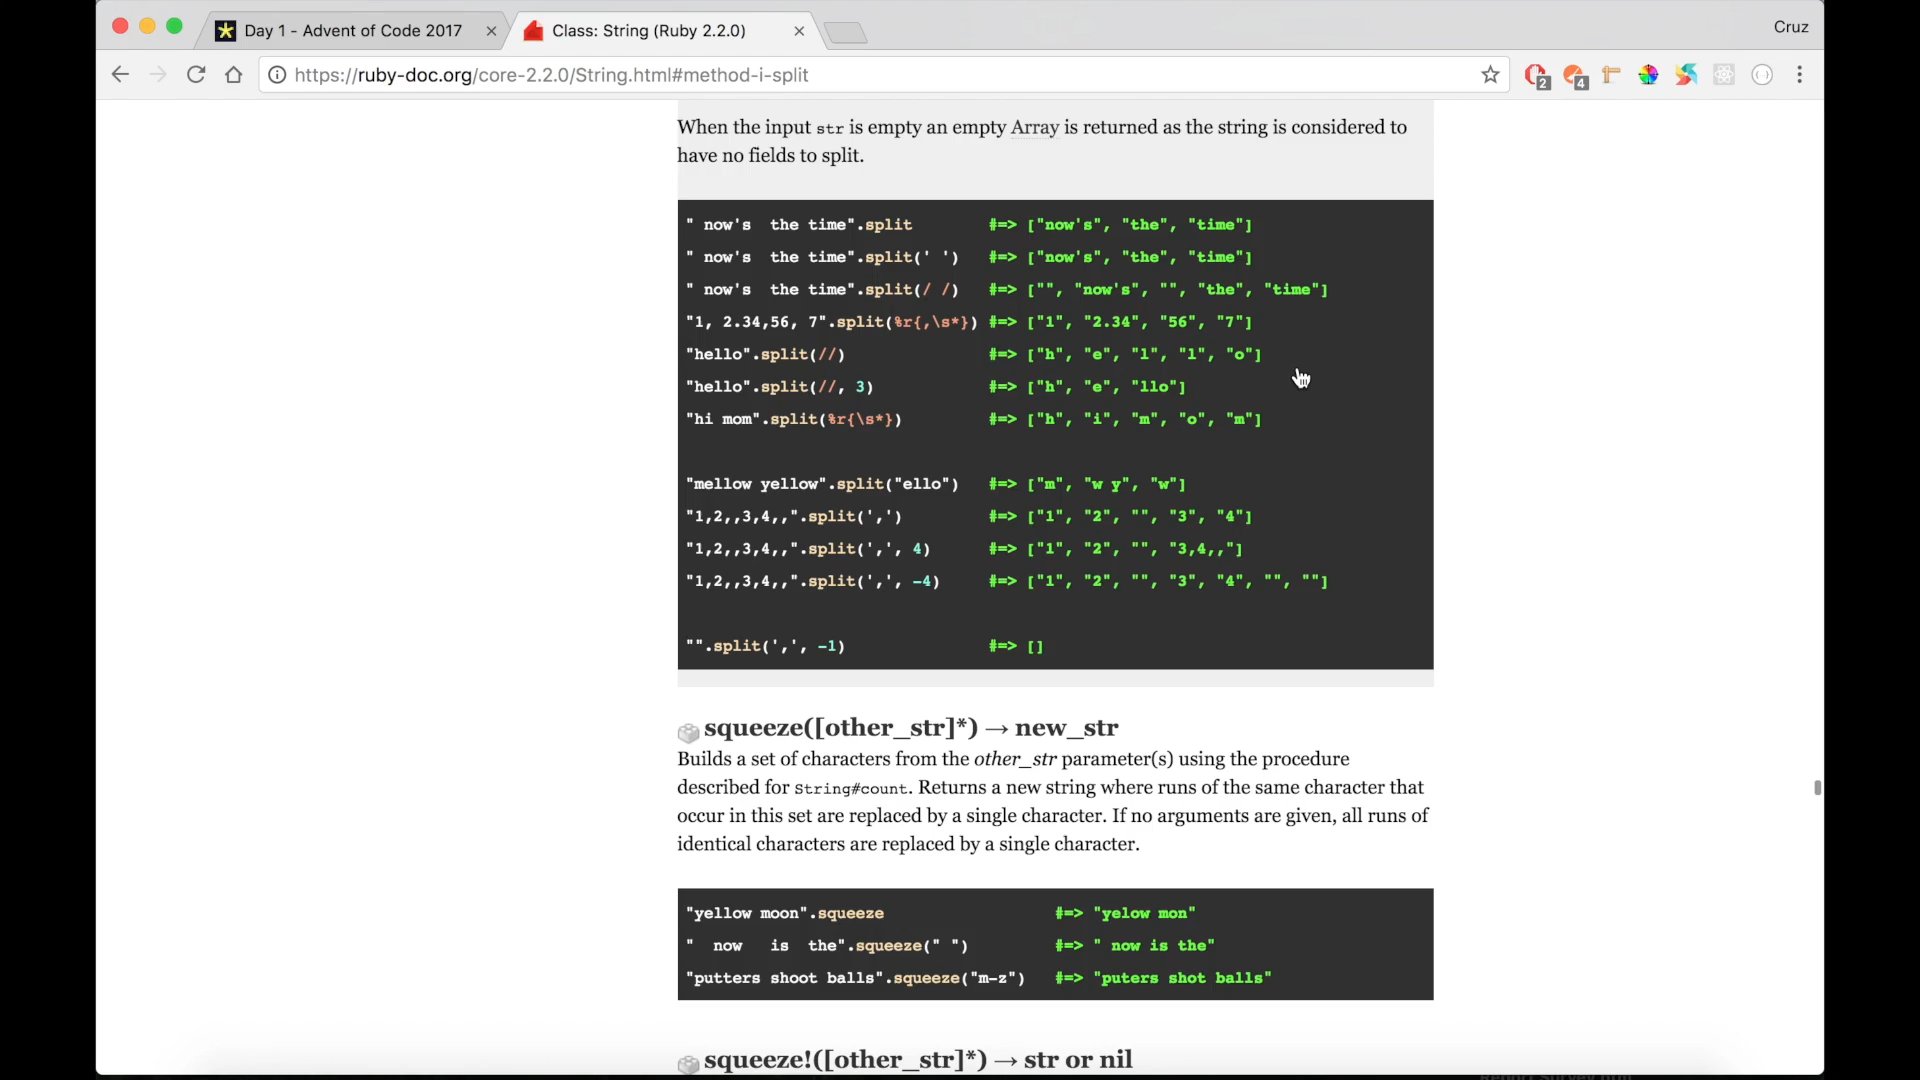 Day 1 - Advent of Code 2017
Class: String (Ruby 2.2.0)
Cruz
https://ruby-doc.org/core-2.2.0/String.html#method-i-split
2
4
When the input str is empty an empty Array is returned as the string is considered to
have no fields to split.
" now's  the time".split        #=> ["now's", "the", "time"]
" now's  the time".split(' ')   #=> ["now's", "the", "time"]
" now's  the time".split(/ /)   #=> ["", "now's", "", "the", "time"]
"1, 2.34,56, 7".split(%r{,\s*}) #=> ["1", "2.34", "56", "7"]
"hello".split(//)               #=> ["h", "e", "l", "l", "o"]
"hello".split(//, 3)            #=> ["h", "e", "llo"]
"hi mom".split(%r{\s*})         #=> ["h", "i", "m", "o", "m"]
"mellow yellow".split("ello")   #=> ["m", "w y", "w"]
"1,2,,3,4,,".split(',')         #=> ["1", "2", "", "3", "4"]
"1,2,,3,4,,".split(',', 4)      #=> ["1", "2", "", "3,4,,"]
"1,2,,3,4,,".split(',', -4)     #=> ["1", "2", "", "3", "4", "", ""]
"".split(',', -1)               #=> []
squeeze([other_str]*) → new_str
Builds a set of characters from the other_str parameter(s) using the procedure
described for String#count. Returns a new string where runs of the same character that
occur in this set are replaced by a single character. If no arguments are given, all runs of
identical characters are replaced by a single character.
"yellow moon".squeeze                  #=> "yelow mon"
"  now   is  the".squeeze(" ")         #=> " now is the"
"putters shoot balls".squeeze("m-z")   #=> "puters shot balls"
squeeze!([other_str]*) → str or nil